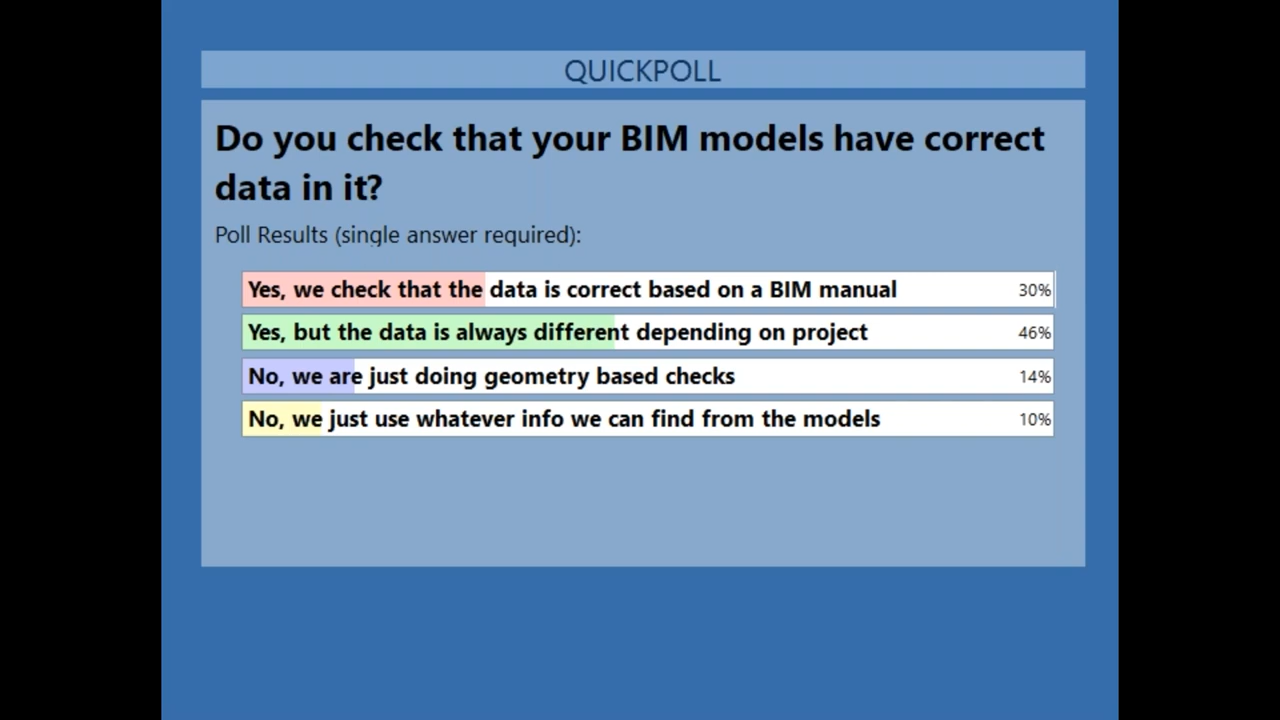 QUICKPOLL
Do you check that your BIM models have correct
data in it?
Poll Results (single answer required):
Yes, we check that the data is correct based on a BIM manual 30%
Yes, but the data is always different depending on project 46%
No, we are just doing geometry based checks 14%
No, we just use whatever info we can find from the models 10%